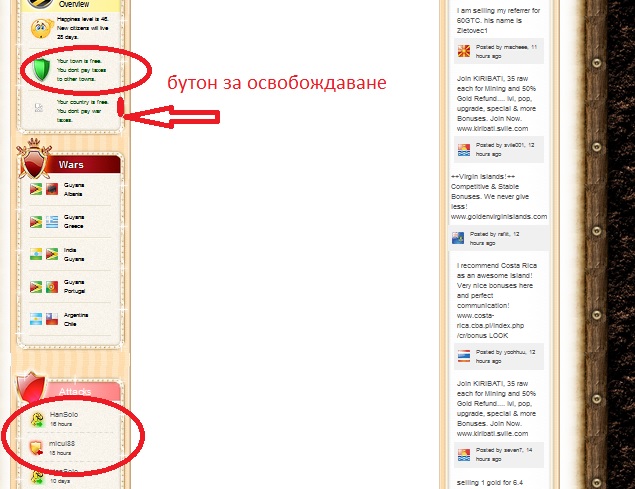 Overview
Happiness level is 46.
New citizens will live
25 days.
Your town is free.
You dont pay taxes
to other towns.
Your country is free.
You dont pay war
taxes.
бутон за освобождаване
Wars
Guyana
Albania
Guyana
Greece
India
Guyana
Guyana
Portugal
Argentina
Chile
Attacks
HanSolo
16 hours
micul88
18 hours
10 days
I am selling my referrer for
60GTC. his name is
Zletovec1
Posted by macheee, 11
hours ago
Join KIRIBATI, 35 raw
each for Mining and 50%
Gold Refund.... lvl, pop,
upgrade, special & more
Bonuses. Join Now.
www.kiribati.svlle.com
Posted by svlle001, 12
hours ago
++Virgin Islands!++
Competitive & Stable
Bonuses. We never give
less!
www.goldenvirginislands.com
Posted by rafik, 12
hours ago
I recommend Costa Rica
as an awesome Island!
Very nice bonuses here
and perfect
communication!
www.costa-
rica.cba.pl/index.php
/cr/bonus LOOK
Posted by yoohhuu, 12
hours ago
Join KIRIBATI, 35 raw
each for Mining and 50%
Gold Refund.... lvl, pop,
upgrade, special & more
Bonuses. Join Now.
www.kiribati.svlle.com
Posted by seven7, 14
hours ago
selling 1 gold for 6.4